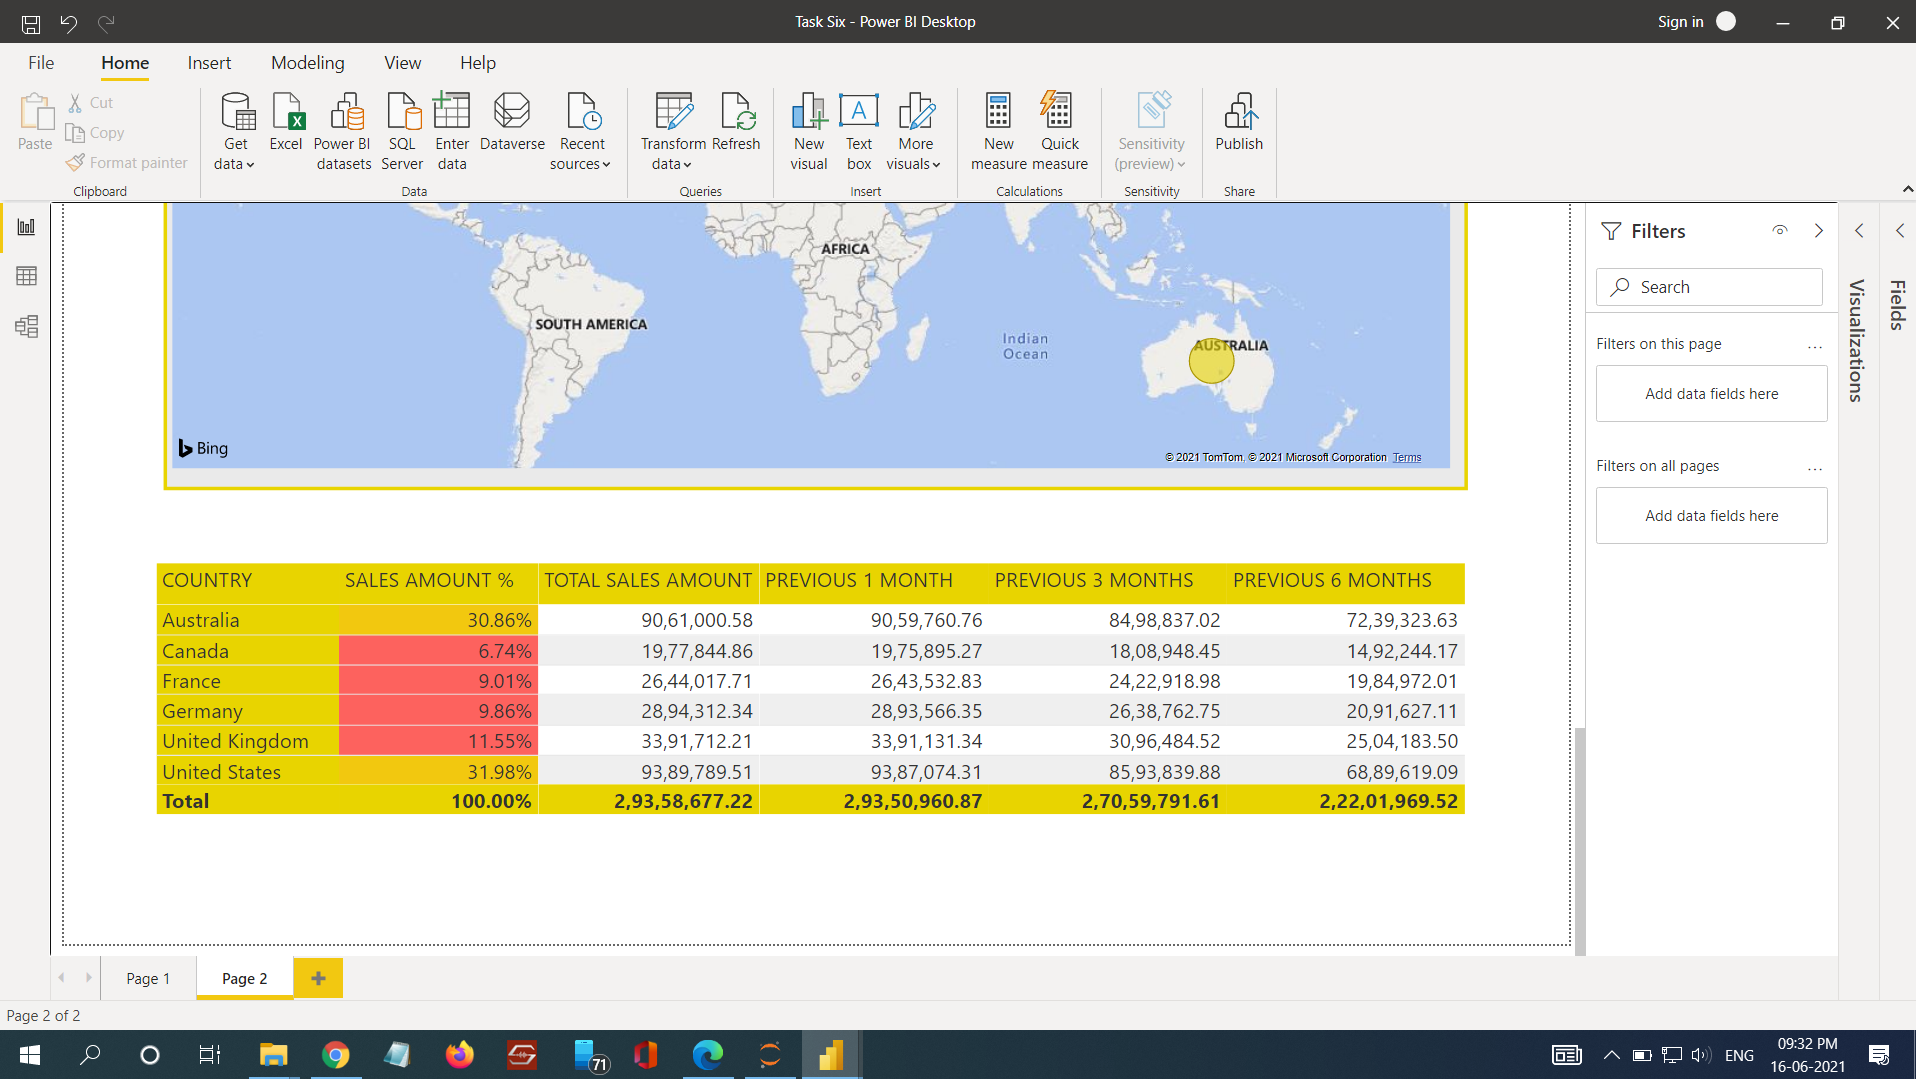 Task Six - Power BI Desktop
Sign in
File Home Insert Modeling View Help
Paste
Cut
Copy
Format painter
Clipboard
Get data
Excel
Power BI datasets
SQL Server
Enter data
Dataverse
Recent sources
Data
Transform data
Refresh
Queries
New visual
Text box
More visuals
Insert
New measure
Quick measure
Calculations
Sensitivity (preview)
Sensitivity
Publish
Share
AFRICA
SOUTH AMERICA
Indian
Ocean
AUSTRALIA
Bing
© 2021 TomTom, © 2021 Microsoft Corporation Terms
COUNTRY SALES AMOUNT % TOTAL SALES AMOUNT PREVIOUS 1 MONTH PREVIOUS 3 MONTHS PREVIOUS 6 MONTHS
Australia 30.86% 90,61,000.58 90,59,760.76 84,98,837.02 72,39,323.63
Canada 6.74% 19,77,844.86 19,75,895.27 18,08,948.45 14,92,244.17
France 9.01% 26,44,017.71 26,43,532.83 24,22,918.98 19,84,972.01
Germany 9.86% 28,94,312.34 28,93,566.35 26,38,762.75 20,91,627.11
United Kingdom 11.55% 33,91,712.21 33,91,131.34 30,96,484.52 25,04,183.50
United States 31.98% 93,89,789.51 93,87,074.31 85,93,839.88 68,89,619.09
Total 100.00% 2,93,58,677.22 2,93,50,960.87 2,70,59,791.61 2,22,01,969.52
Filters
Search
Filters on this page ...
Add data fields here
Filters on all pages ...
Add data fields here
Visualizations
Fields
Page 1 Page 2
Page 2 of 2
71
ENG
09:32 PM
16-06-2021